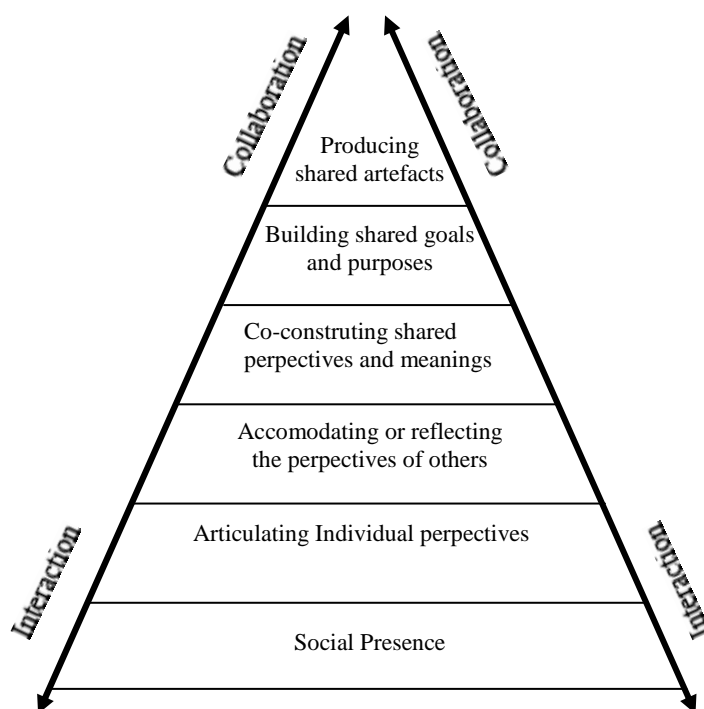 Collaboration
Collaboration
Producing
shared artefacts
Building shared goals
and purposes
Co-construting shared
perpectives and meanings
Accomodating or reflecting
the perpectives of others
Articulating Individual perpectives
Interaction
Interaction
Social Presence